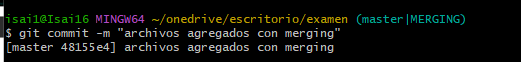 isai1@Isai16 MINGW64 ~/onedrive/escritorio/examen (master|MERGING)
$ git commit -m "archivos agregados con merging"
[master 48155e4] archivos agregados con merging